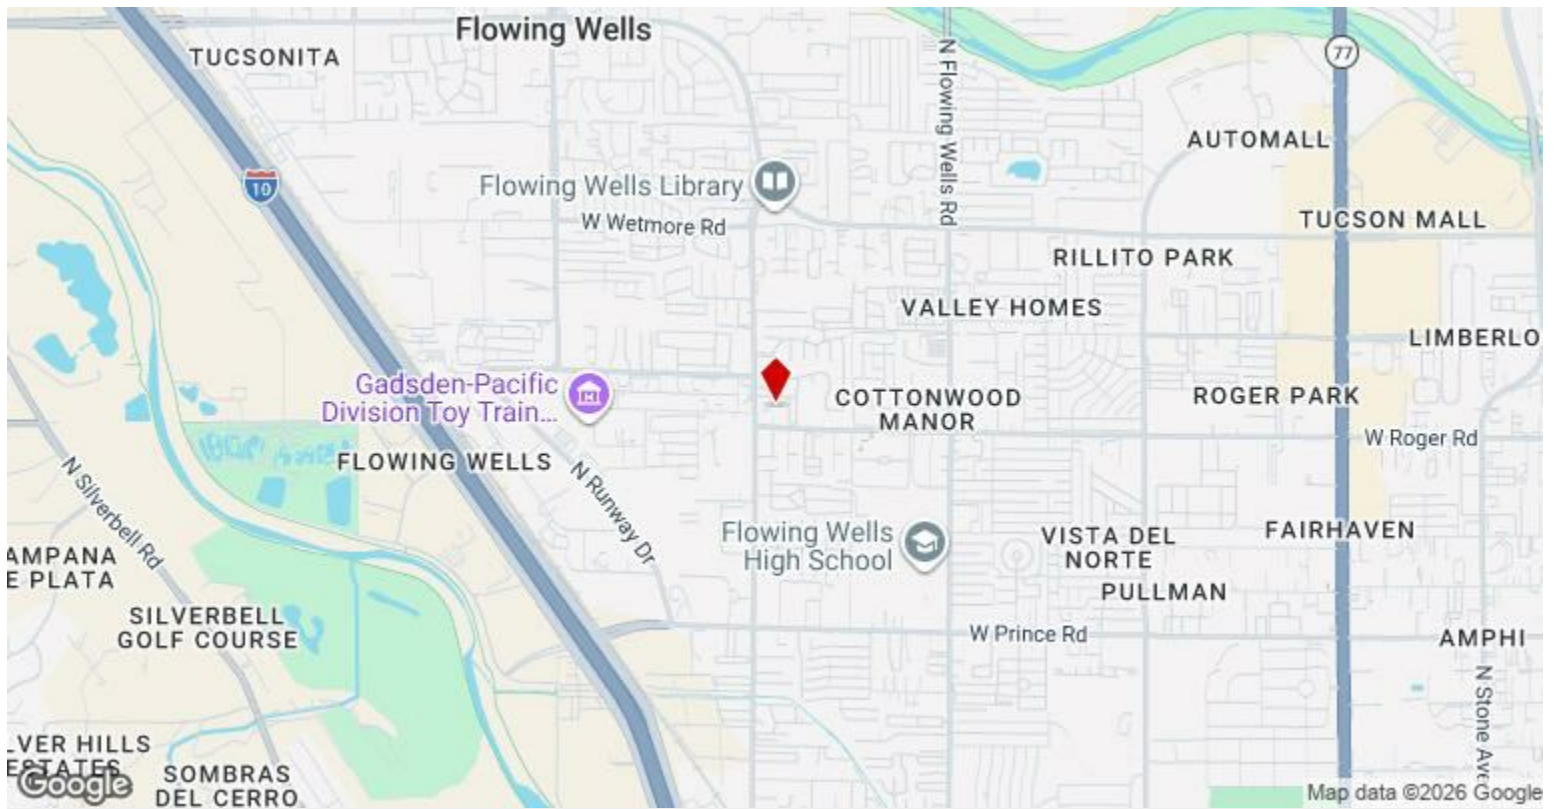 Flowing Wells
TUCSONITA
77
N Flowing Wells Rd
AUTOMALL
10
Flowing Wells Library
W Wetmore Rd
TUCSON MALL
RILLITO PARK
VALLEY HOMES
LIMBERLO
Gadsden-Pacific
Division Toy Train...
COTTONWOOD
MANOR
ROGER PARK
W Roger Rd
FLOWING WELLS
N Silverbell Rd
N Runway Dr
Flowing Wells
High School
VISTA DEL
NORTE
FAIRHAVEN
AMPANA
E PLATA
PULLMAN
SILVERBELL
GOLF COURSE
W Prince Rd
AMPHI
N Stone Ave
LVER HILLS
ESTATES
SOMBRAS
DEL CERRO
Google
Map data ©2026 Google